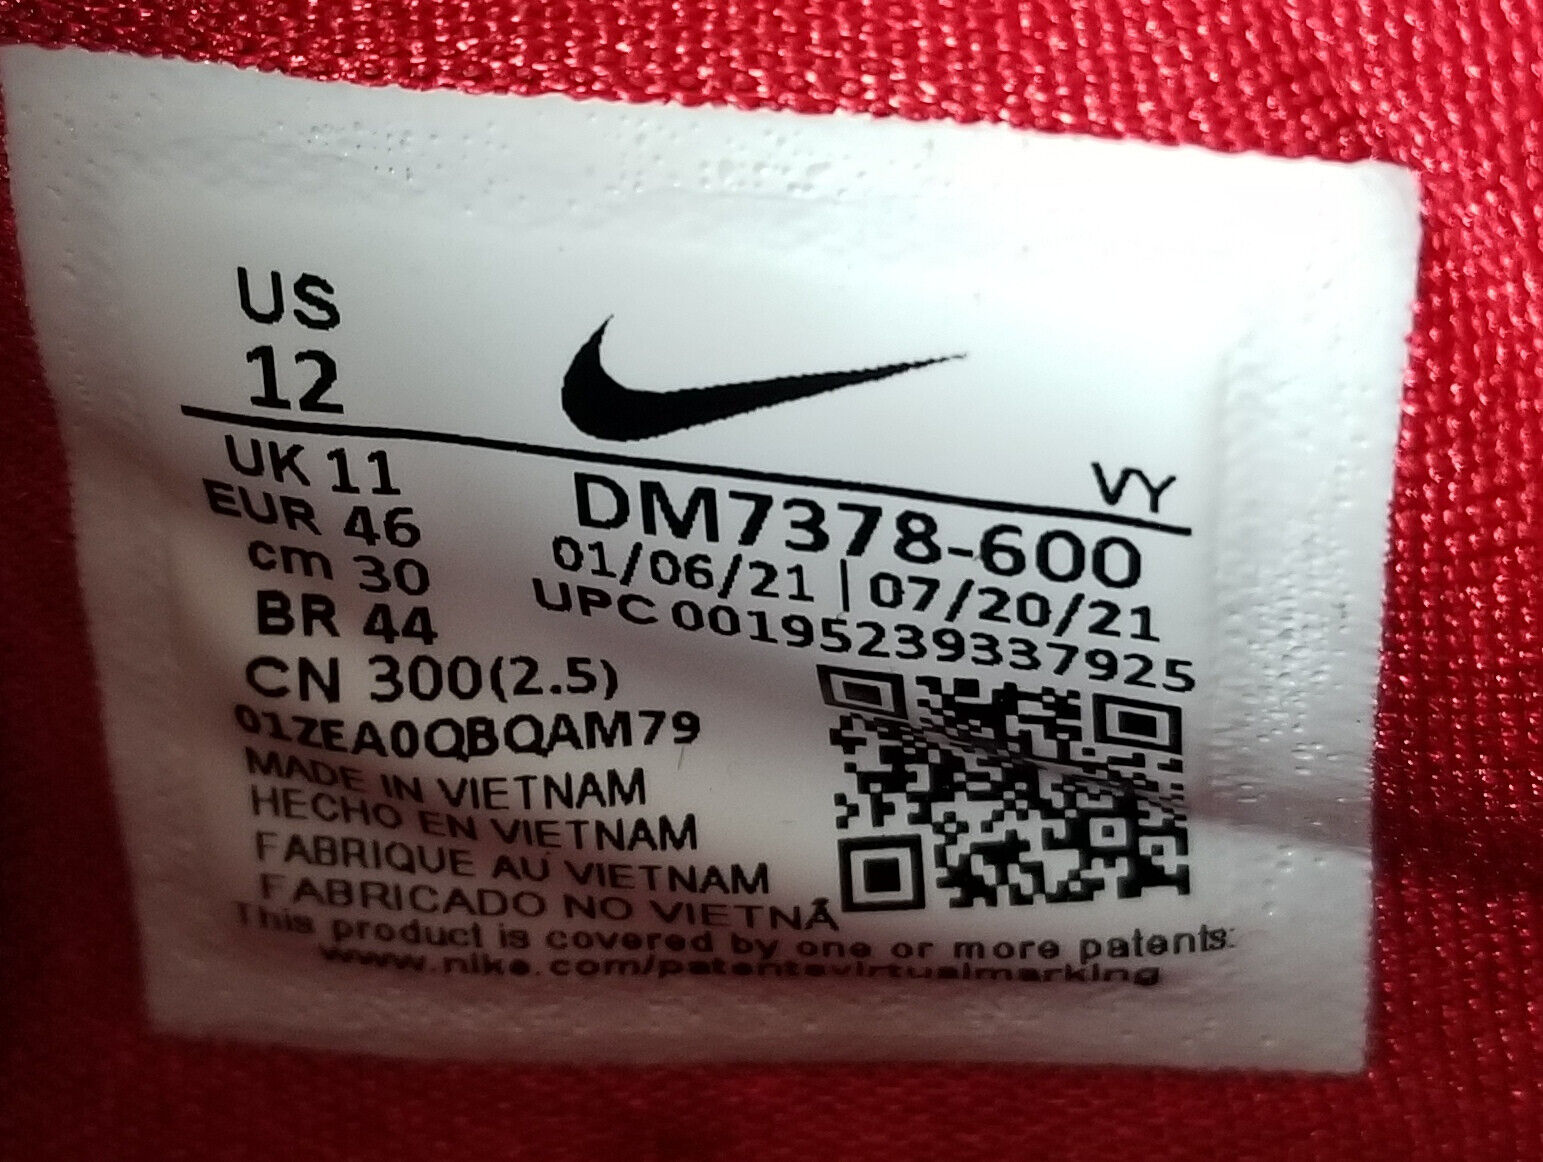 US
12
VY
UK 11
EUR 46
cm 30
BR 44
CN 300(2.5)
DM7378-600
01/06/21 | 07/20/21
UPC 00195239337925
01ZEA0QBQAM79
MADE IN VIETNAM
HECHO EN VIETNAM
FABRIQUE AU VIETNAM
FABRICADO NO VIETNÃ
This product is covered by one or more patents:
www.nike.com/patentsvirtualmarking